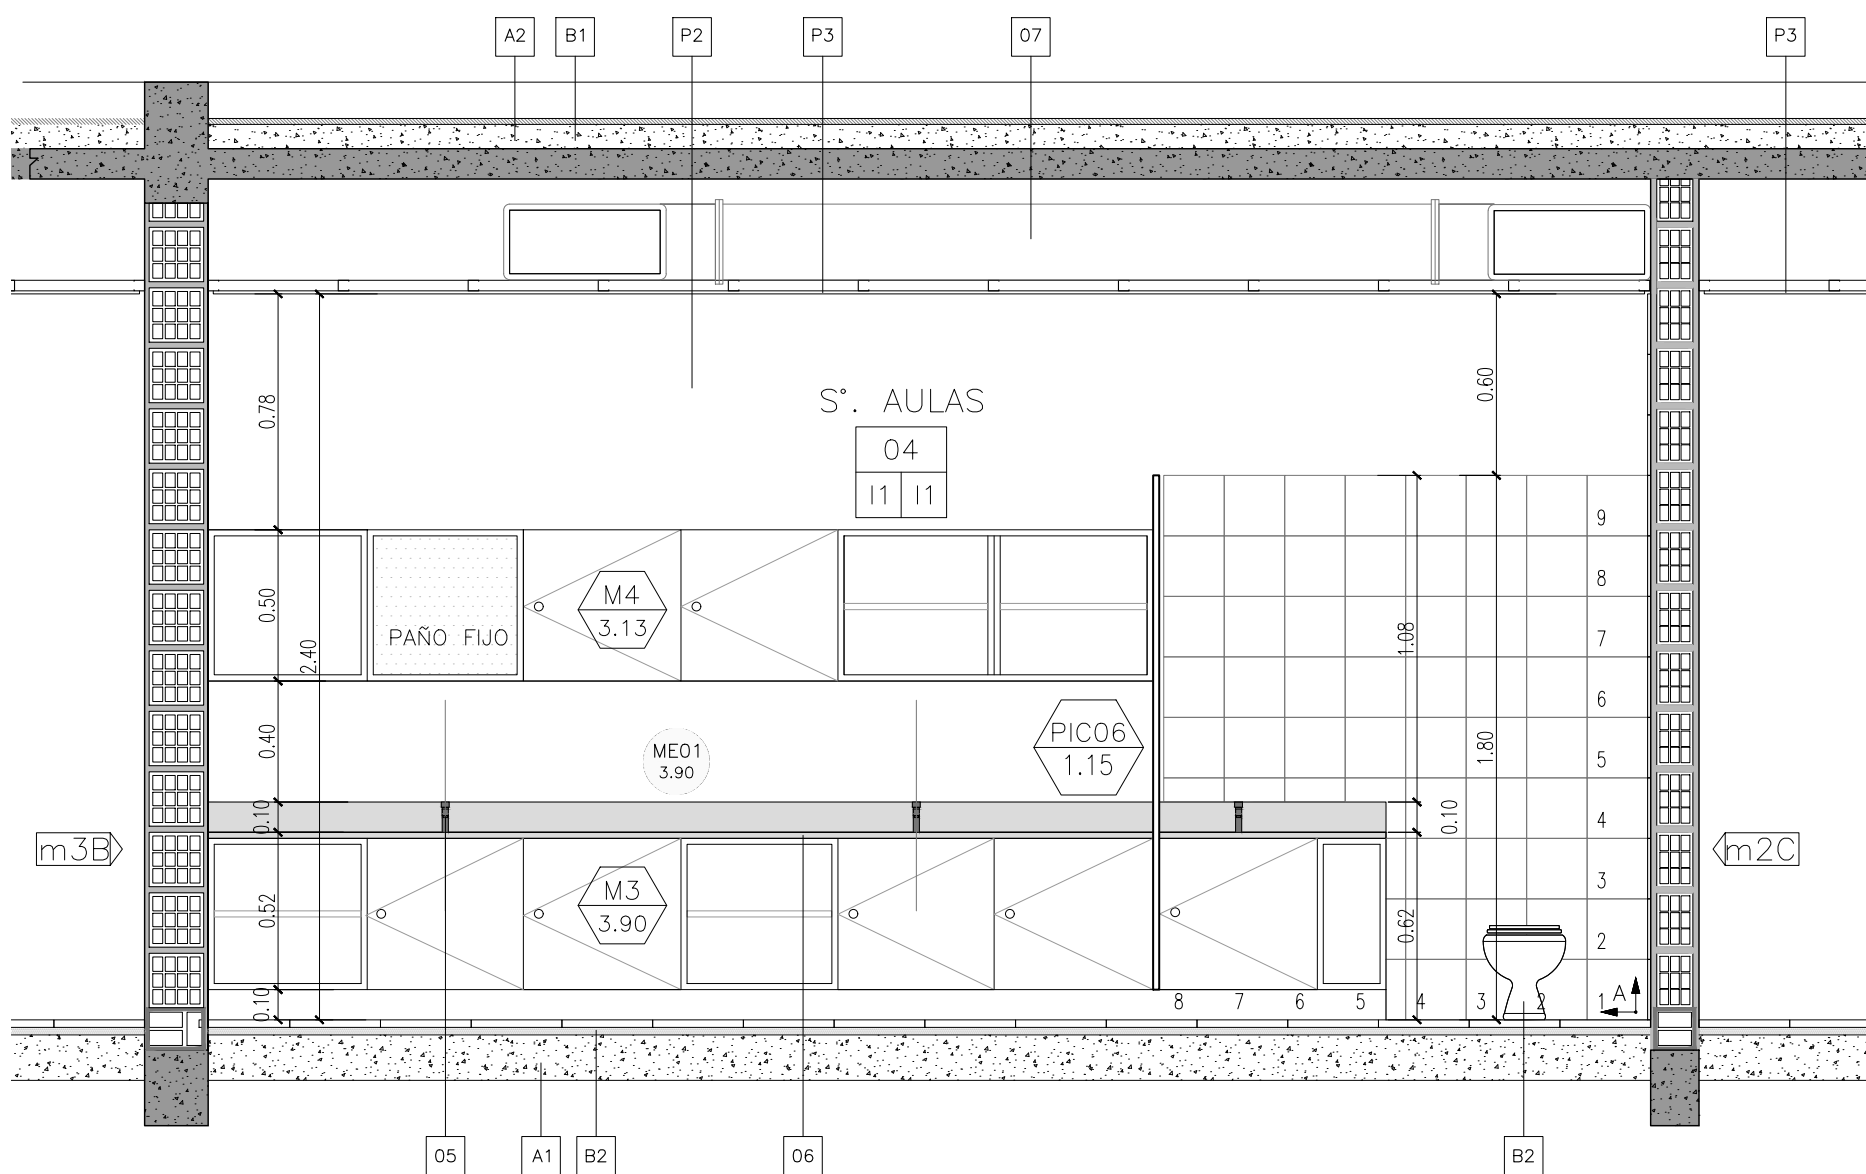 A2 B1 P2 P3 07 P3
S°. AULAS
04
I1 I1
0.78
0.60
9
8
7
6
5
4
3
2
1
M4
3.13
PAÑO FIJO
0.50
2.40
1.08
0.40
ME01
3.90
PIC06
1.15
1.80
0.10
0.10
m3B
m2C
M3
3.90
0.52
0.62
0.10
8 7 6 5 4 3 2
A
05 A1 B2 06 B2